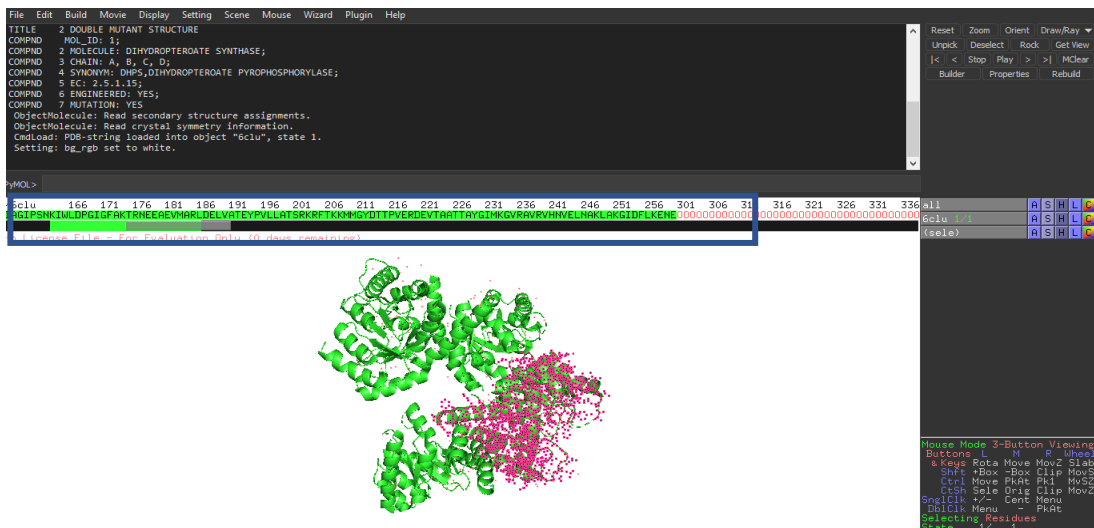 File Edit Build Movie Display Setting Scene Mouse Wizard Plugin Help
TITLE 2 DOUBLE MUTANT STRUCTURE
COMPND MOL_ID: 1;
COMPND 2 MOLECULE: DIHYDROPTEROATE SYNTHASE;
COMPND 3 CHAIN: A, B, C, D;
COMPND 4 SYNONYM: DHPS,DIHYDROPTEROATE PYROPHOSPHORYLASE;
COMPND 5 EC: 2.5.1.15;
COMPND 6 ENGINEERED: YES;
COMPND 7 MUTATION: YES
ObjectMolecule: Read secondary structure assignments.
ObjectMolecule: Read crystal symmetry information.
CmdLoad: PDB-string loaded into object "6clu", state 1.
Setting: bg_rgb set to white.
Reset Zoom Orient Draw/Ray
Unpick Deselect Rock Get View
|< < Stop Play > >| MClear
Builder Properties Rebuild
PyMOL>
6clu 166 171 176 181 186 191 196 201 206 211 216 221 226 231 236 241 246 251 256 301 306 316 321 326 331 336
AGIPSNKIWLDPGIGFAKTRNEEAEVMARLDELVATEYPVLLATSRKRFTKMMGYDTTPVERDEVTAATTAYGIMKGVRAVRVHNVELNAKLAKGIDFLKENE
License File - For Evaluation Only (0 days remaining)
all A S H L C
6clu 1/1 A S H L C
(sele) A S H L C
Mouse Mode 3-Button Viewing
Buttons L M R Wheel
& Keys Rota Move MovZ Slab
Shft +Box -Box Clip MovS
Ctrl Move PkAt Pk1 MvSZ
CtSh Sele Orig Clip MovZ
SnglClk +/- Cent Menu
DblClk Menu - PkAt
Selecting Residues
State 1/ 1